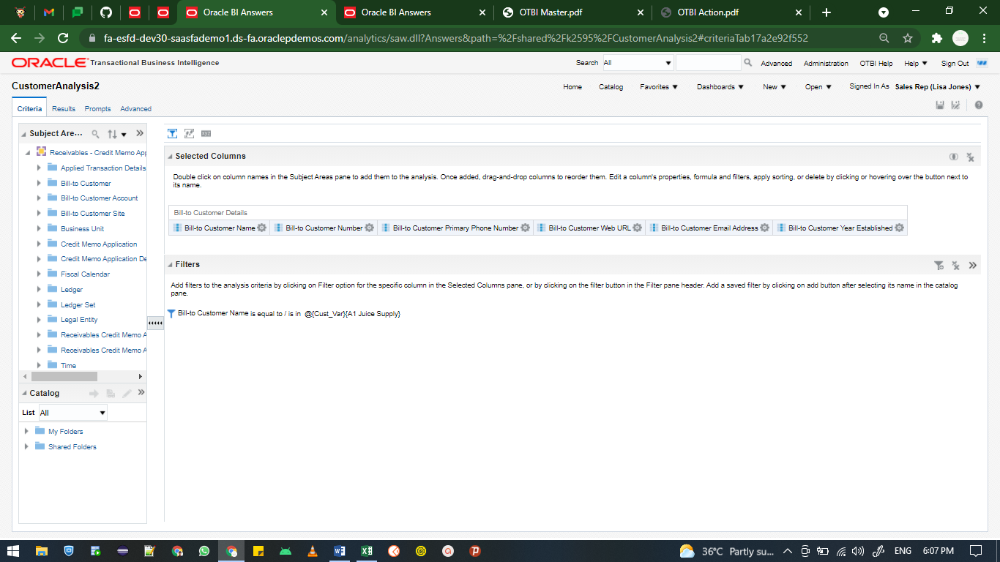 Oracle BI Answers
Oracle BI Answers
OTBI Master.pdf
OTBI Action.pdf
fa-esfd-dev30-saasfademo1.ds-fa.oraclepdemos.com/analytics/saw.dll?Answers&path=%2Fshared%2Fk2595%2FCustomerAnalysis2#criteriaTab17a2e92f552
ORACLE Transactional Business Intelligence
Search All
Advanced Administration OTBI Help Help Sign Out
CustomerAnalysis2
Home Catalog Favorites Dashboards New Open Signed In As Sales Rep (Lisa Jones)
Criteria Results Prompts Advanced
Subject Are...
Receivables - Credit Memo App
Applied Transaction Details
Bill-to Customer
Bill-to Customer Account
Bill-to Customer Site
Business Unit
Credit Memo Application
Credit Memo Application De
Fiscal Calendar
Ledger
Ledger Set
Legal Entity
Receivables Credit Memo A
Receivables Credit Memo A
Time
Catalog
List All
My Folders
Shared Folders
Selected Columns
Double click on column names in the Subject Areas pane to add them to the analysis. Once added, drag-and-drop columns to reorder them. Edit a column's properties, formula and filters, apply sorting, or delete by clicking or hovering over the button next to
its name.
Bill-to Customer Details
Bill-to Customer Name Bill-to Customer Number Bill-to Customer Primary Phone Number Bill-to Customer Web URL Bill-to Customer Email Address Bill-to Customer Year Established
Filters
Add filters to the analysis criteria by clicking on Filter option for the specific column in the Selected Columns pane, or by clicking on the filter button in the Filter pane header. Add a saved filter by clicking on add button after selecting its name in the catalog
pane.
Bill-to Customer Name is equal to / is in @{Cust_Var}{A1 Juice Supply}
36°C Partly su... ENG 6:07 PM